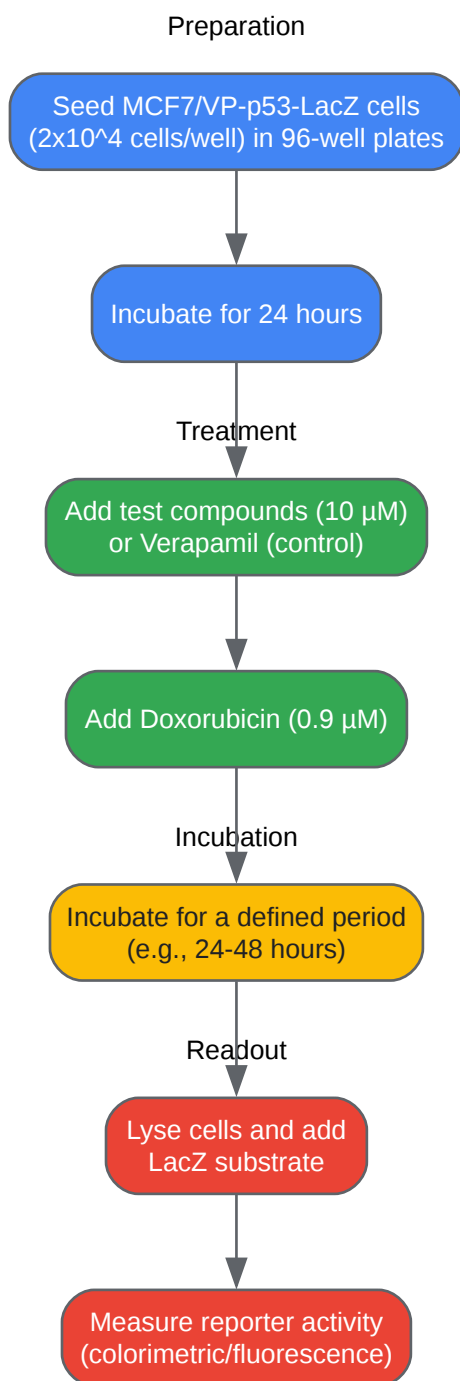 Preparation
Seed MCF7/VP-p53-LacZ cells
(2x10^4 cells/well) in 96-well plates
Incubate for 24 hours
Treatment
Add test compounds (10 µM)
or Verapamil (control)
Add Doxorubicin (0.9 µM)
Incubation
Incubate for a defined period
(e.g., 24-48 hours)
Readout
Lyse cells and add
LacZ substrate
Measure reporter activity
(colorimetric/fluorescence)